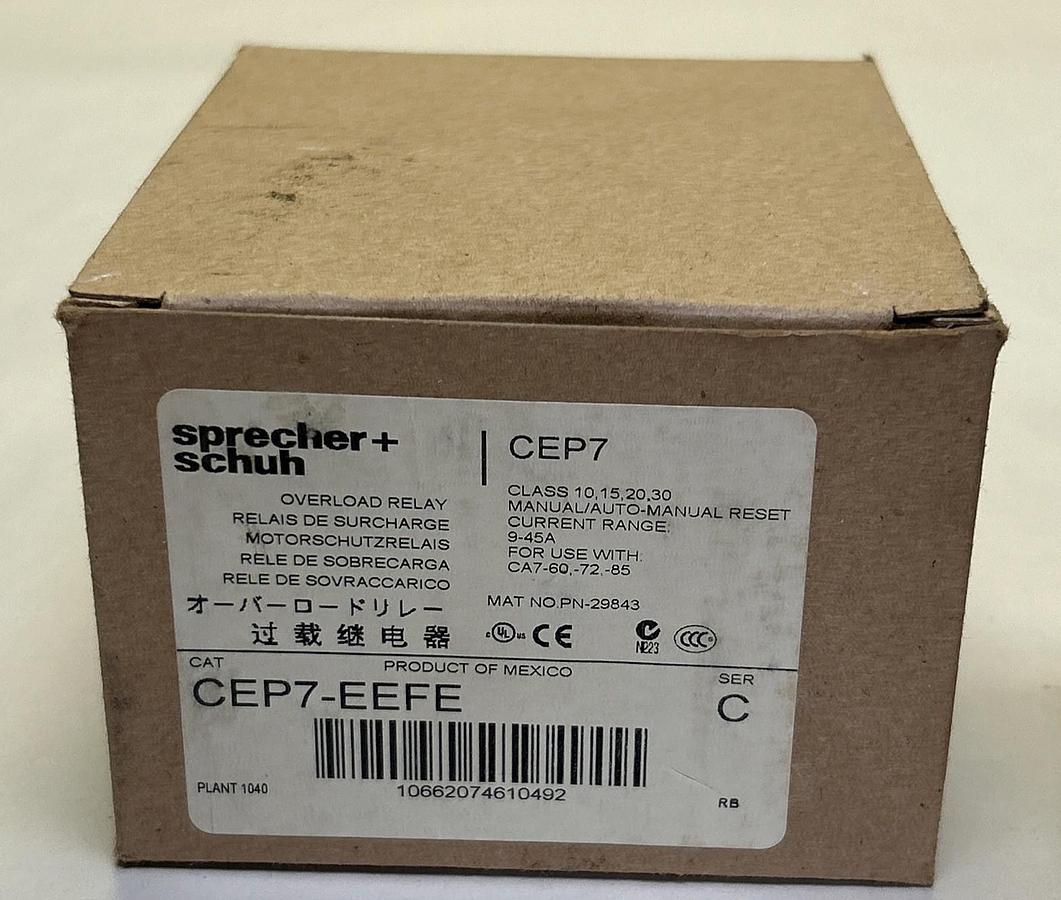 sprecher+
schuh
OVERLOAD RELAY
RELAIS DE SURCHARGE
MOTORSCHUTZRELAIS
RELE DE SOBRECARGA
RELE DE SOVRACCARICO
オーバーロードリレー
过载继电器
CEP7
CLASS 10,15,20,30
MANUAL/AUTO-MANUAL RESET
CURRENT RANGE:
9-45A
FOR USE WITH:
CA7-60,-72,-85
MAT NO.PN-29843
c UL us CE N223 CCC
PRODUCT OF MEXICO
CAT
CEP7-EEFE
SER
C
10662074610492
PLANT 1040
RB